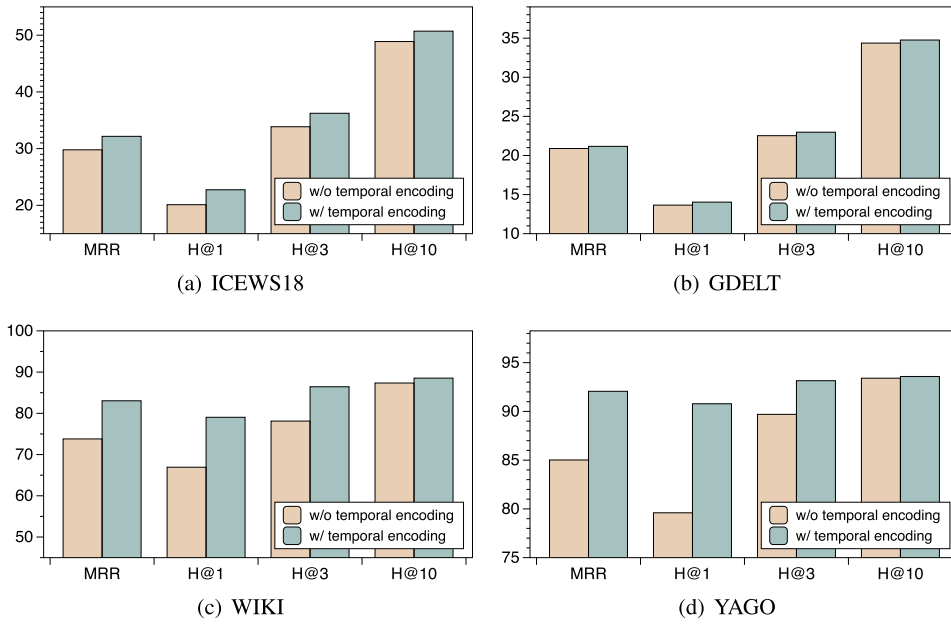 50
40
30
20
w/o temporal encoding
w/ temporal encoding
MRR H@1 H@3 H@10
(a) ICEWS18
35
30
25
20
15
10
w/o temporal encoding
w/ temporal encoding
MRR H@1 H@3 H@10
(b) GDELT
100
90
80
70
60
50
w/o temporal encoding
w/ temporal encoding
MRR H@1 H@3 H@10
(c) WIKI
95
90
85
80
75
w/o temporal encoding
w/ temporal encoding
MRR H@1 H@3 H@10
(d) YAGO